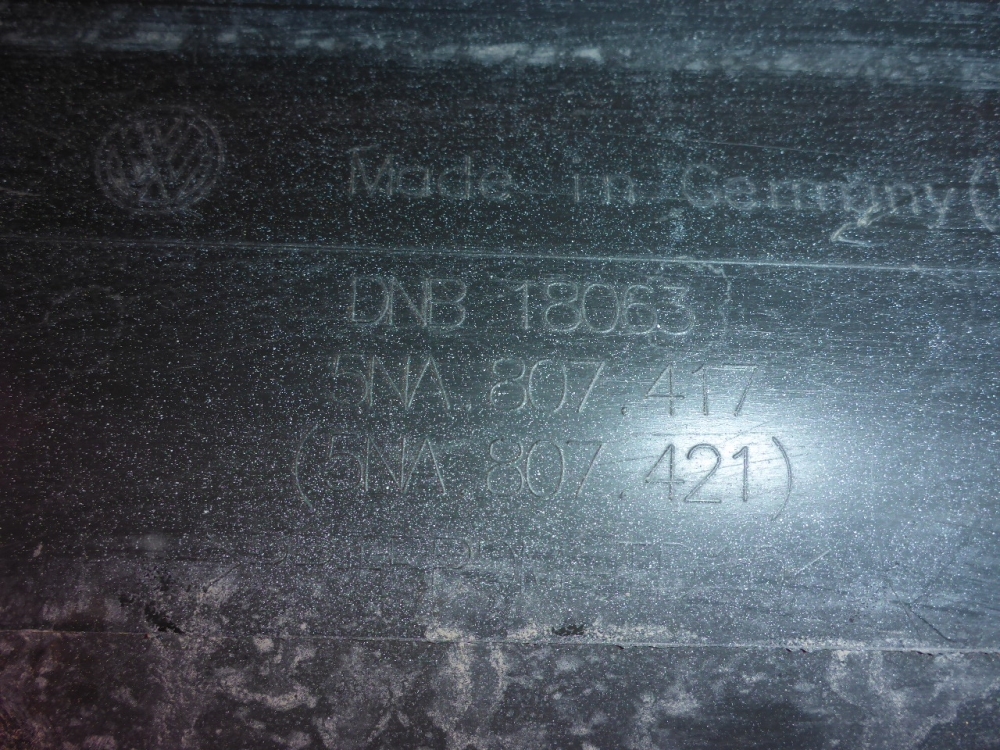 Made in Germany (
DNB 18063
5NA.807.417
(5NA 807.421)